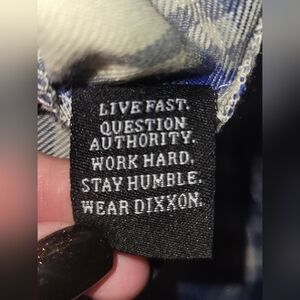 LIVE FAST.
QUESTION
AUTHORITY.
WORK HARD.
STAY HUMBLE.
WEAR DIXXON.